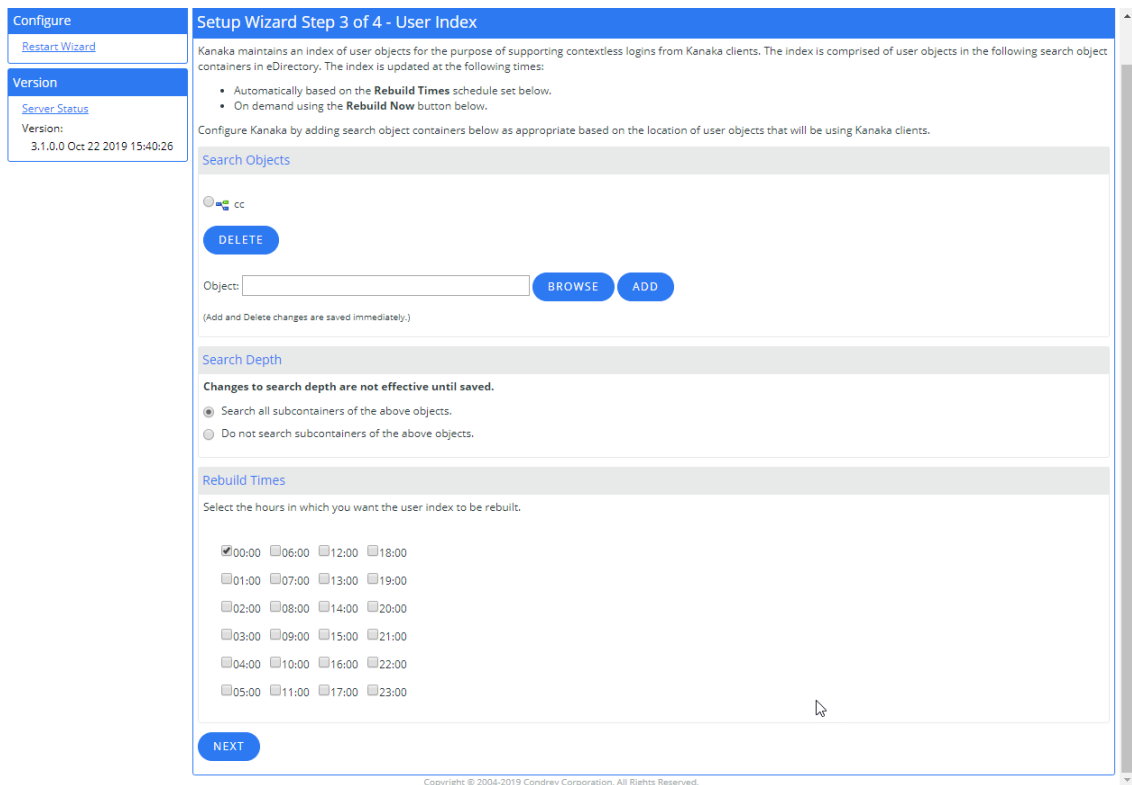 Configure
Restart Wizard
Version
Server Status
Version:
3.1.0.0 Oct 22 2019 15:40:26
Setup Wizard Step 3 of 4 - User Index
Kanaka maintains an index of user objects for the purpose of supporting contextless logins from Kanaka clients. The index is comprised of user objects in the following search object
containers in eDirectory. The index is updated at the following times:
• Automatically based on the Rebuild Times schedule set below.
• On demand using the Rebuild Now button below.
Configure Kanaka by adding search object containers below as appropriate based on the location of user objects that will be using Kanaka clients.
Search Objects
cc
DELETE
Object: BROWSE ADD
(Add and Delete changes are saved immediately.)
Search Depth
Changes to search depth are not effective until saved.
Search all subcontainers of the above objects.
Do not search subcontainers of the above objects.
Rebuild Times
Select the hours in which you want the user index to be rebuilt.
00:00 06:00 12:00 18:00
01:00 07:00 13:00 19:00
02:00 08:00 14:00 20:00
03:00 09:00 15:00 21:00
04:00 10:00 16:00 22:00
05:00 11:00 17:00 23:00
NEXT
Copyright © 2004-2019 Condrey Corporation. All Rights Reserved.